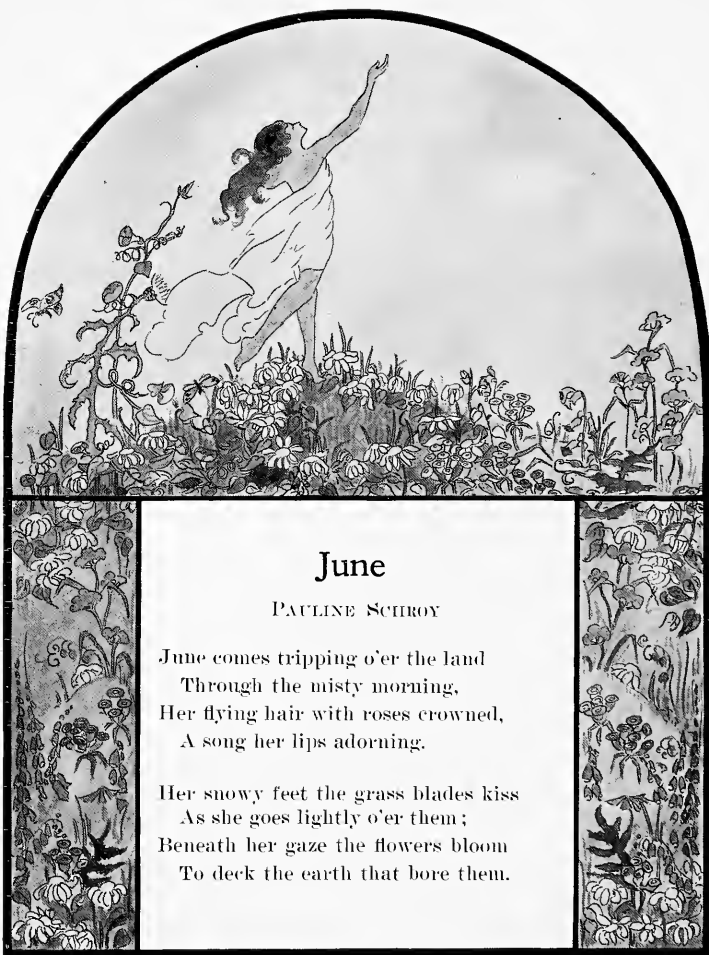 June
Pauline Schroy
June comes tripping o'er the land
Through the misty morning,
Her flying hair with roses crowned,
A song her lips adorning.
Her snowy feet the grass blades kiss
As she goes lightly o'er them;
Beneath her gaze the flowers bloom
To deck the earth that bore them.